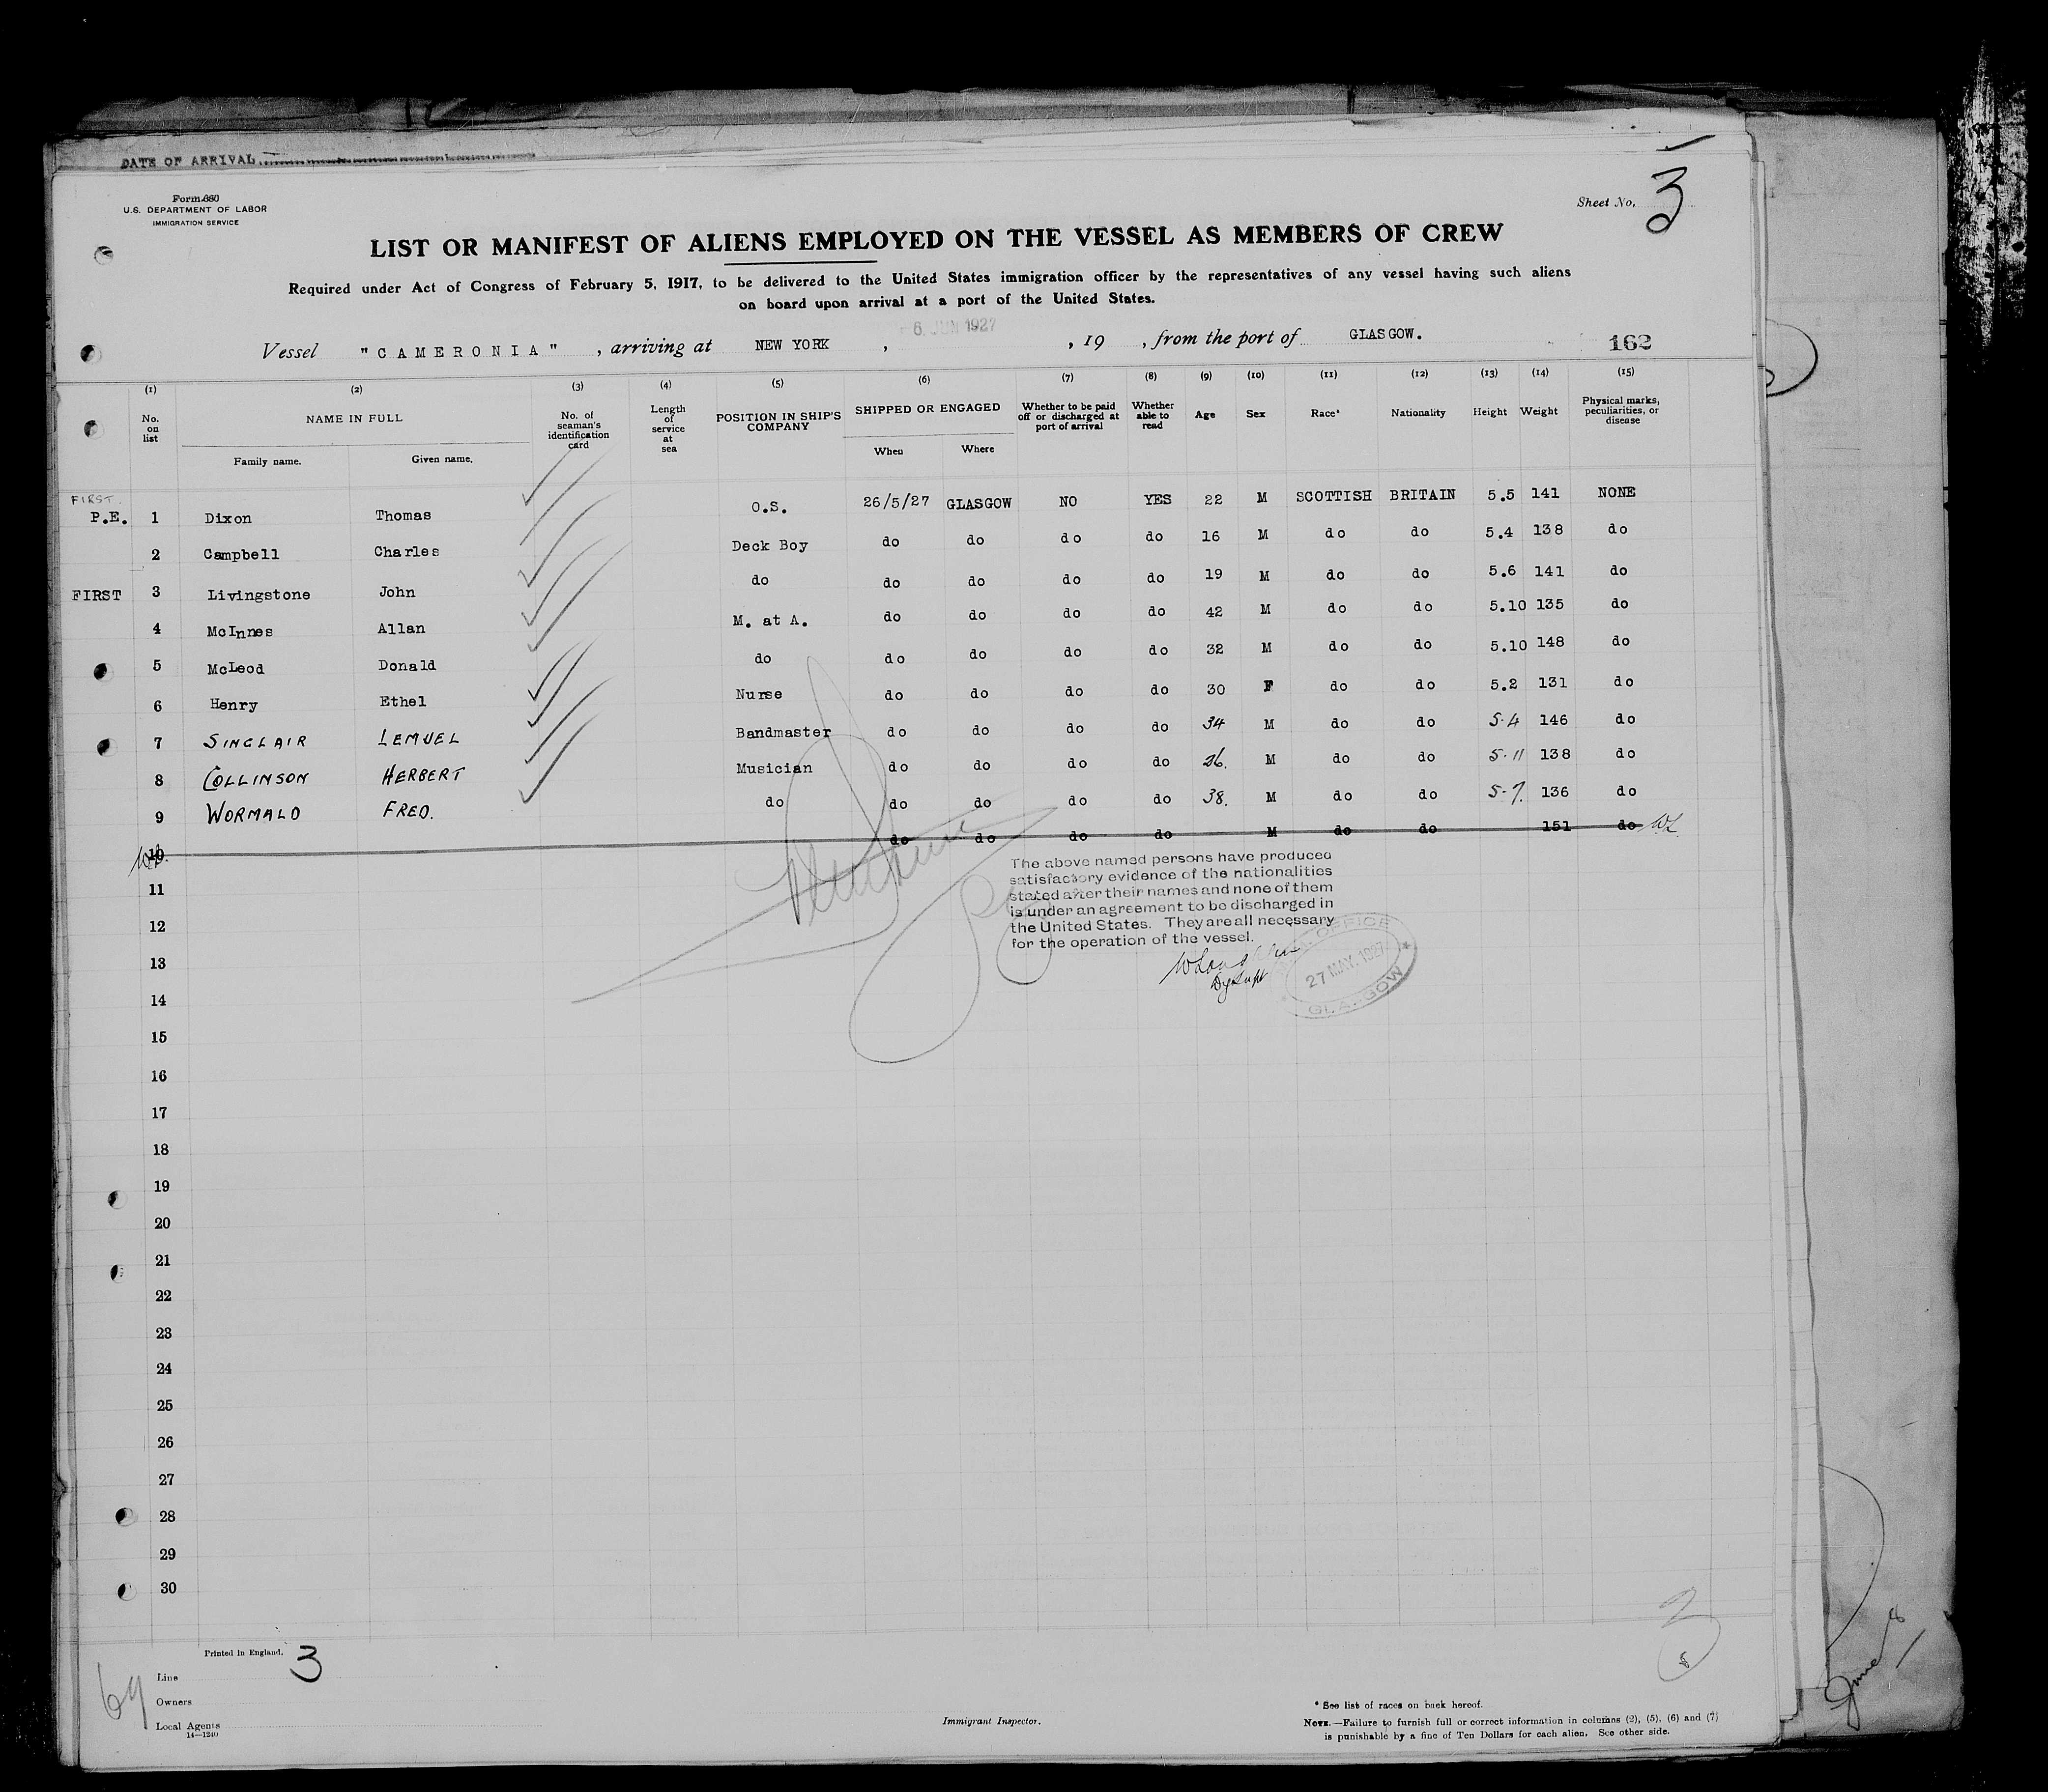 DATE OF ARRIVAL
Form 680
U.S. DEPARTMENT OF LABOR
IMMIGRATION SERVICE
Sheet No. 3
LIST OR MANIFEST OF ALIENS EMPLOYED ON THE VESSEL AS MEMBERS OF CREW
Required under Act of Congress of February 5, 1917, to be delivered to the United States immigration officer by the representatives of any vessel having such aliens
on board upon arrival at a port of the United States.
6 JUN 1927
Vessel "CAMERONIA", arriving at NEW YORK, , 19 , from the port of GLASGOW.
162
(1) (2) (3) (4) (5) (6) (7) (8) (9) (10) (11) (12) (13) (14) (15)
No. on list NAME IN FULL No. of seaman's identification card Length of service at sea POSITION IN SHIP'S COMPANY SHIPPED OR ENGAGED Whether to be paid off or discharged at port of arrival Whether able to read Age Sex Race* Nationality Height Weight Physical marks, peculiarities, or disease
Family name. Given name. When Where
FIRST
P.E. 1 Dixon Thomas O.S. 26/5/27 GLASGOW NO YES 22 M SCOTTISH BRITAIN 5.5 141 NONE
2 Campbell Charles Deck Boy do do do do 16 M do do 5.4 138 do
FIRST 3 Livingstone John do do do do do 19 M do do 5.6 141 do
4 McInnes Allan M. at A. do do do do 42 M do do 5.10 135 do
5 McLeod Donald do do do do do 32 M do do 5.10 148 do
6 Henry Ethel Nurse do do do do 30 F do do 5.2 131 do
7 SINCLAIR LEMUEL Bandmaster do do do do 34 M do do 5.4 146 do
8 COLLINSON HERBERT Musician do do do do 26. M do do 5.11 138 do
9 WORMALD FRED. do do do do do 38. M do do 5.7. 136 do
10 do do do do M do do 151 do WL
11
The above named persons have produced
satisfactory evidence of the nationalities
stated after their names and none of them
is under an agreement to be discharged in
the United States. They are all necessary
for the operation of the vessel.
12
13
Dy Supt
OFFICE
27 MAY. 1927
GLASGOW
14
15
16
17
18
19
20
21
22
23
24
25
26
27
28
29
30
3
Printed in England. 3
69
Line
Owners
Local Agents
14—1240
Immigrant Inspector.
* See list of races on back hereof.
NOTE.—Failure to furnish full or correct information in columns (2), (5), (6) and (7)
is punishable by a fine of Ten Dollars for each alien. See other side.
June 8